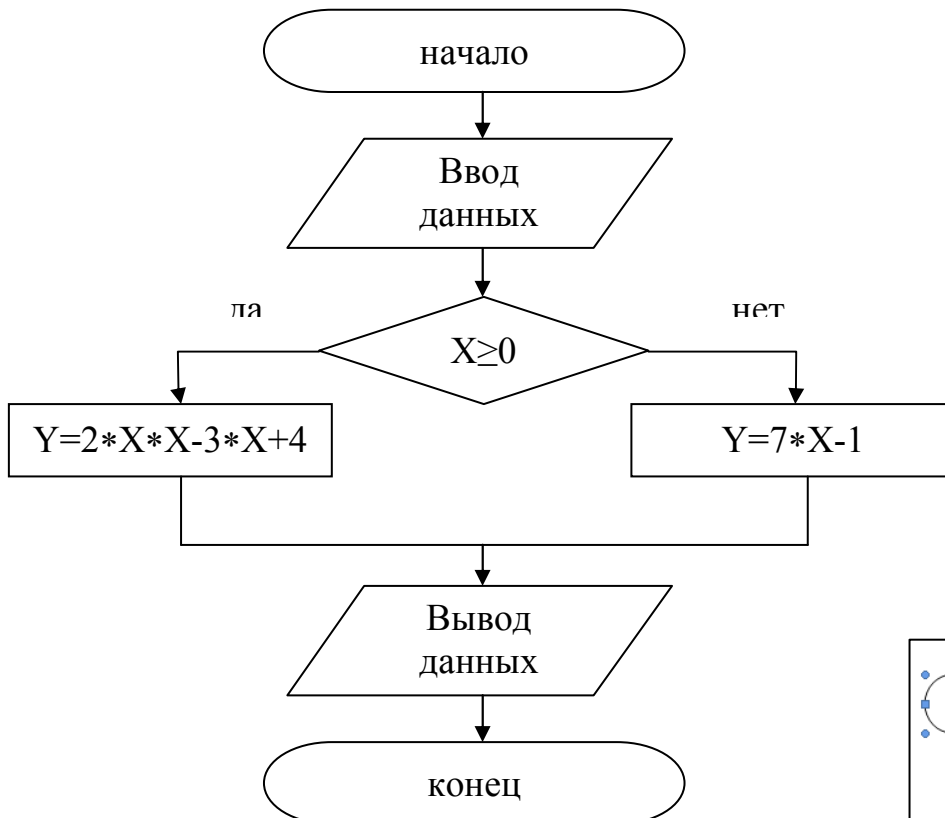 начало
Ввод
данных
да
нет
X≥0
Y=2*X*X-3*X+4
Y=7*X-1
Вывод
данных
конец